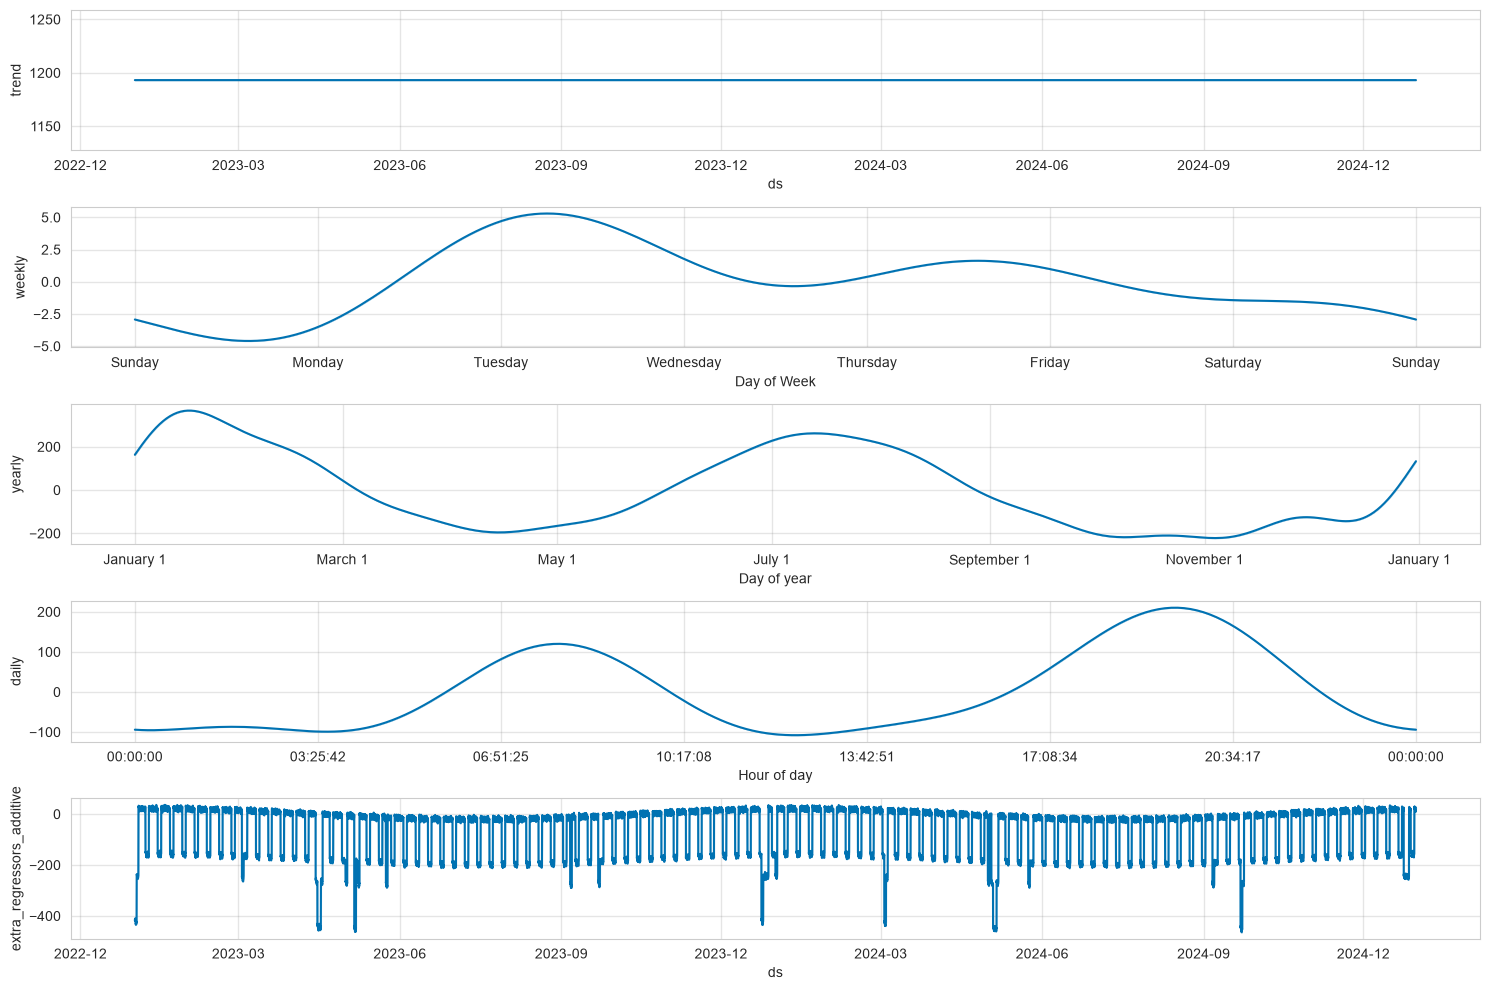 1250
1200
1150
trend
2022-12 2023-03 2023-06 2023-09 2023-12 2024-03 2024-06 2024-09 2024-12
ds
5.0
2.5
0.0
−2.5
−5.0
weekly
Sunday Monday Tuesday Wednesday Thursday Friday Saturday Sunday
Day of Week
200
0
−200
yearly
January 1 March 1 May 1 July 1 September 1 November 1 January 1
Day of year
200
100
0
−100
daily
00:00:00 03:25:42 06:51:25 10:17:08 13:42:51 17:08:34 20:34:17 00:00:00
Hour of day
0
−200
−400
extra_regressors_additive
2022-12 2023-03 2023-06 2023-09 2023-12 2024-03 2024-06 2024-09 2024-12
ds